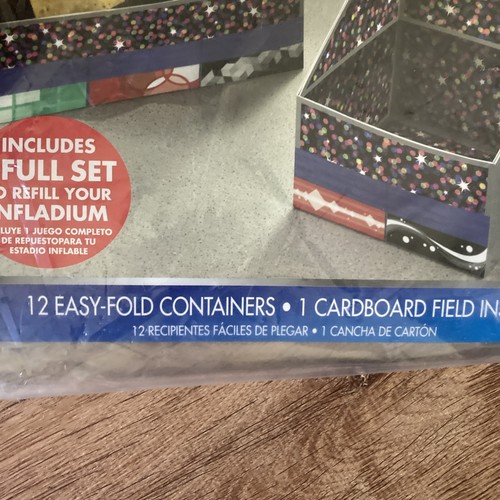 INCLUDES
FULL SET
REFILL YOUR
NFLADIUM
LUYE 1 JUEGO COMPLETO
DE REPUESTOPARA TU
ESTADIO INFLABLE
12 EASY-FOLD CONTAINERS • 1 CARDBOARD FIELD INS
12 RECIPIENTES FÁCILES DE PLEGAR • 1 CANCHA DE CARTÓN